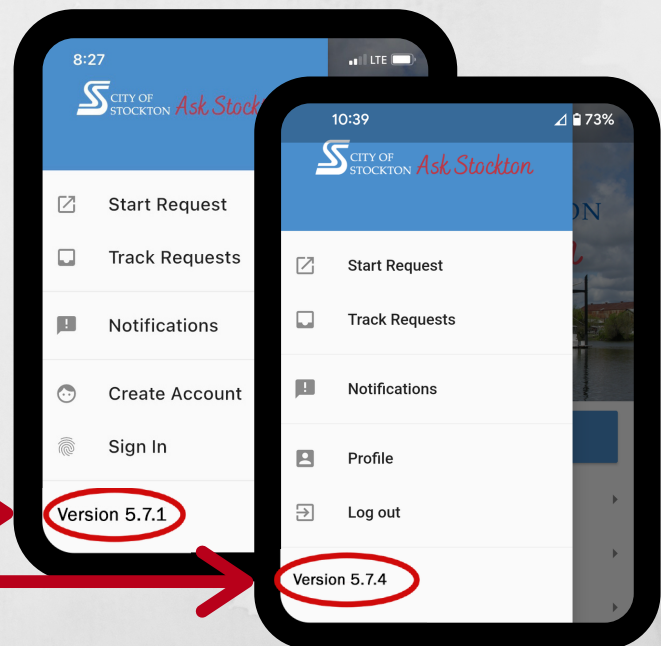 8:27
LTE
CITY OF
STOCKTON Ask Stock
Start Request
Track Requests
Notifications
Create Account
Sign In
Version 5.7.1
10:39
73%
CITY OF
STOCKTON Ask Stockton
ON
Start Request
Track Requests
Notifications
Profile
Log out
Version 5.7.4